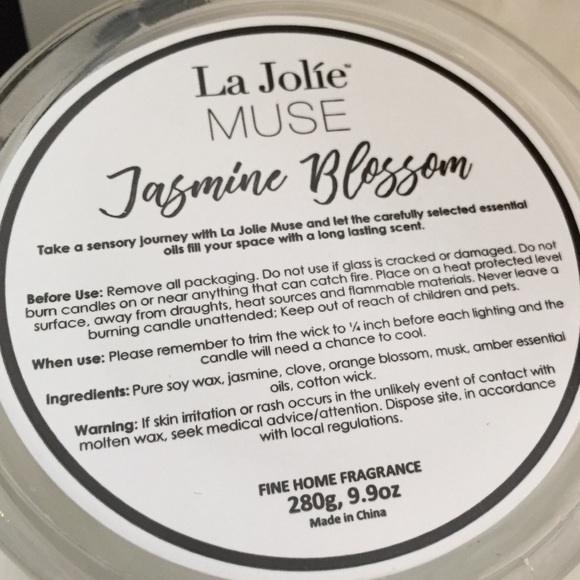 La Jolíe™
MUSE
Jasmine Blossom
Take a sensory journey with La Jolie Muse and let the carefully selected essential
oils fill your space with a long lasting scent.
Before Use: Remove all packaging. Do not use if glass is cracked or damaged. Do not
burn candles on or near anything that can catch fire. Place on a heat protected level
surface, away from draughts, heat sources and flammable materials. Never leave a
burning candle unattended; Keep out of reach of children and pets.
When use: Please remember to trim the wick to ¼ inch before each lighting and the
candle will need a chance to cool.
Ingredients: Pure soy wax, jasmine, clove, orange blossom, musk, amber essential
oils, cotton wick.
Warning: If skin irritation or rash occurs in the unlikely event of contact with
molten wax, seek medical advice/attention. Dispose site, in accordance
with local regulations.
FINE HOME FRAGRANCE
280g, 9.9oz
Made in China